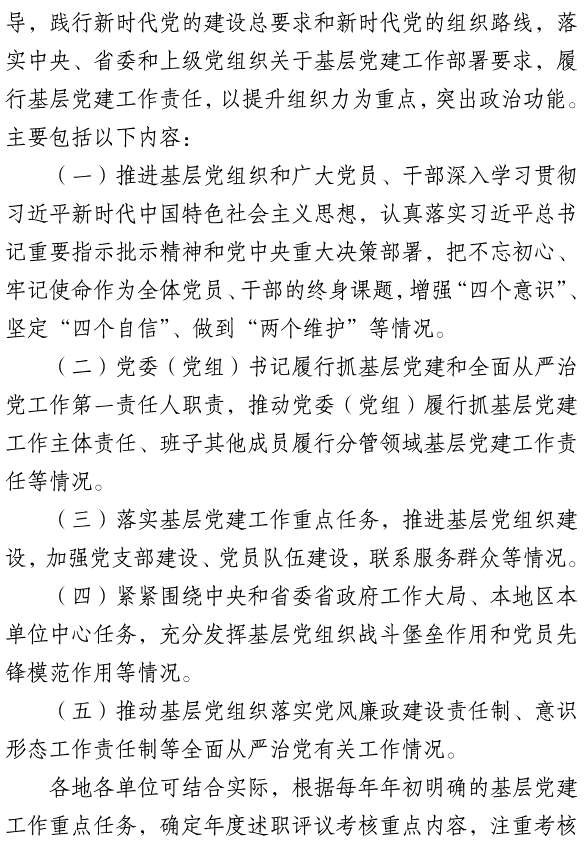 导，践行新时代党的建设总要求和新时代党的组织路线，落
实中央、省委和上级党组织关于基层党建工作部署要求，履
行基层党建工作责任，以提升组织力为重点，突出政治功能。
主要包括以下内容：
（一）推进基层党组织和广大党员、干部深入学习贯彻
习近平新时代中国特色社会主义思想，认真落实习近平总书
记重要指示批示精神和党中央重大决策部署，把不忘初心、
牢记使命作为全体党员、干部的终身课题，增强“四个意识”、
坚定“四个自信”、做到“两个维护”等情况。
（二）党委（党组）书记履行抓基层党建和全面从严治
党工作第一责任人职责，推动党委（党组）履行抓基层党建
工作主体责任、班子其他成员履行分管领域基层党建工作责
任等情况。
（三）落实基层党建工作重点任务，推进基层党组织建
设，加强党支部建设、党员队伍建设，联系服务群众等情况。
（四）紧紧围绕中央和省委省政府工作大局、本地区本
单位中心任务，充分发挥基层党组织战斗堡垒作用和党员先
锋模范作用等情况。
（五）推动基层党组织落实党风廉政建设责任制、意识
形态工作责任制等全面从严治党有关工作情况。
各地各单位可结合实际，根据每年年初明确的基层党建
工作重点任务，确定年度述职评议考核重点内容，注重考核